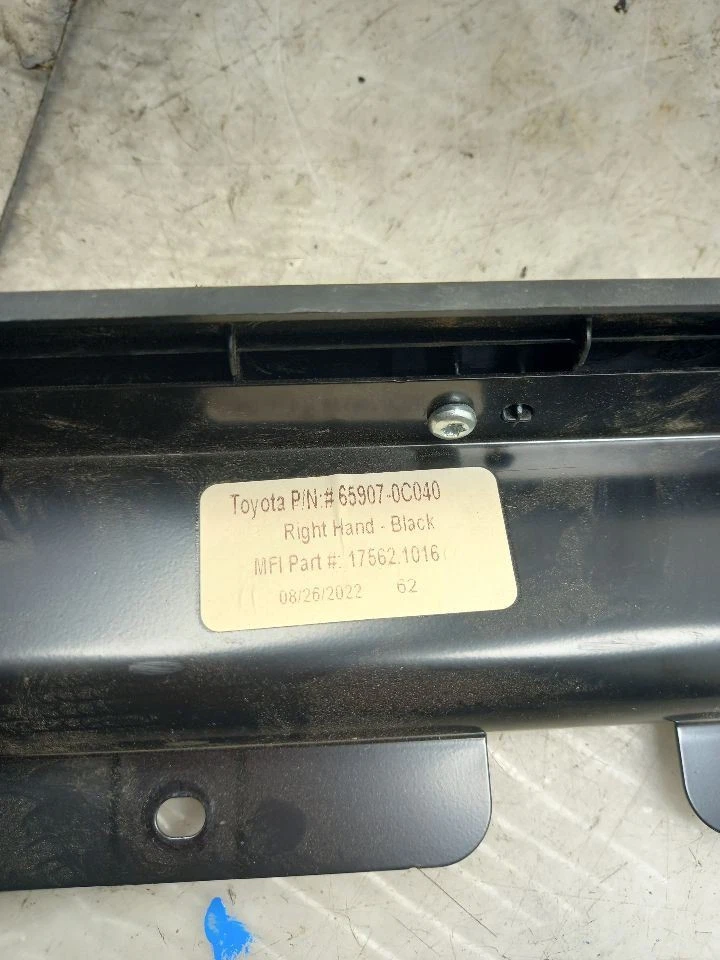 Toyota P/N:# 65907-0C040
Right Hand - Black
MFI Part #: 17562.1016
08/26/2022 62